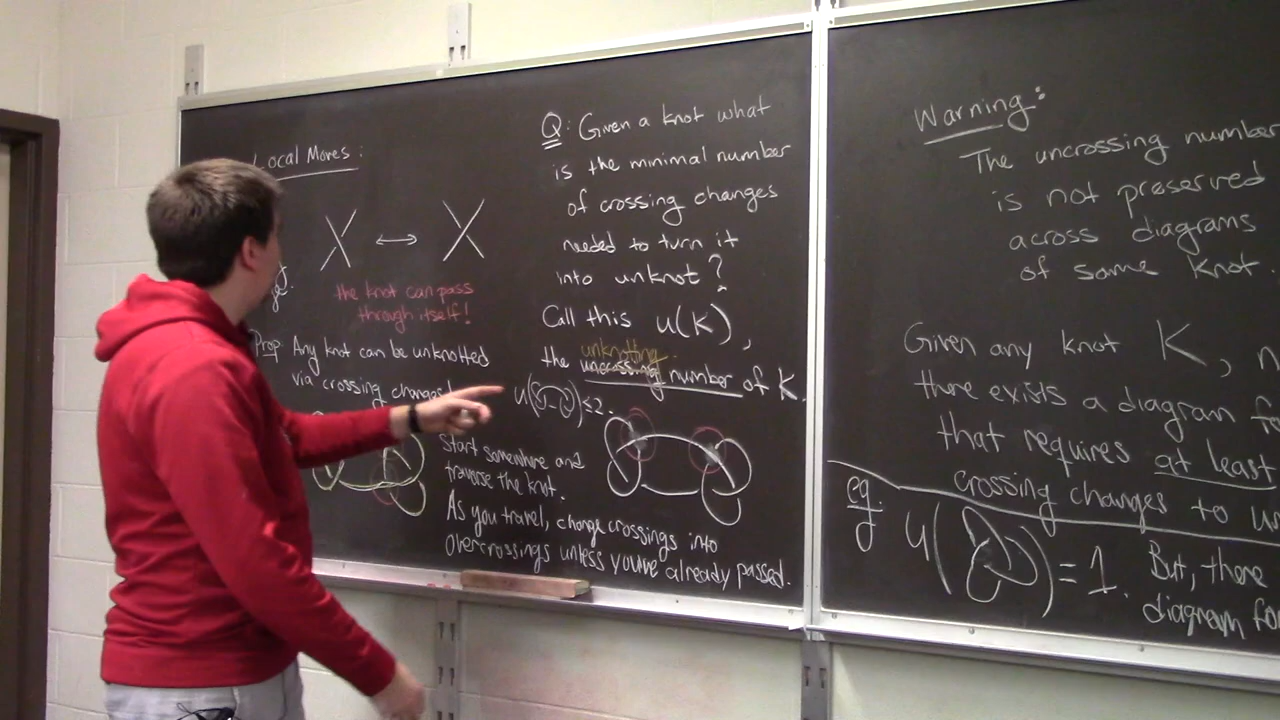 Local Moves:
the knot can pass
through itself!
Prop Any knot can be unknotted
via crossing changes!
Q: Given a knot what
is the minimal number
of crossing changes
needed to turn it
into unknot?
Call this u(K),
unknotting
the uncrossing number of K.
u( ) ≤ 2.
Start somewhere and
traverse the knot.
As you travel, change crossings into
overcrossings unless you've already passed.
Warning:
The uncrossing number
is not preserved
across diagrams
of same knot.
Given any knot K, n
there exists a diagram fo
that requires at least
crossing changes to un
eg. u( ) = 1. But, there
diagram fo